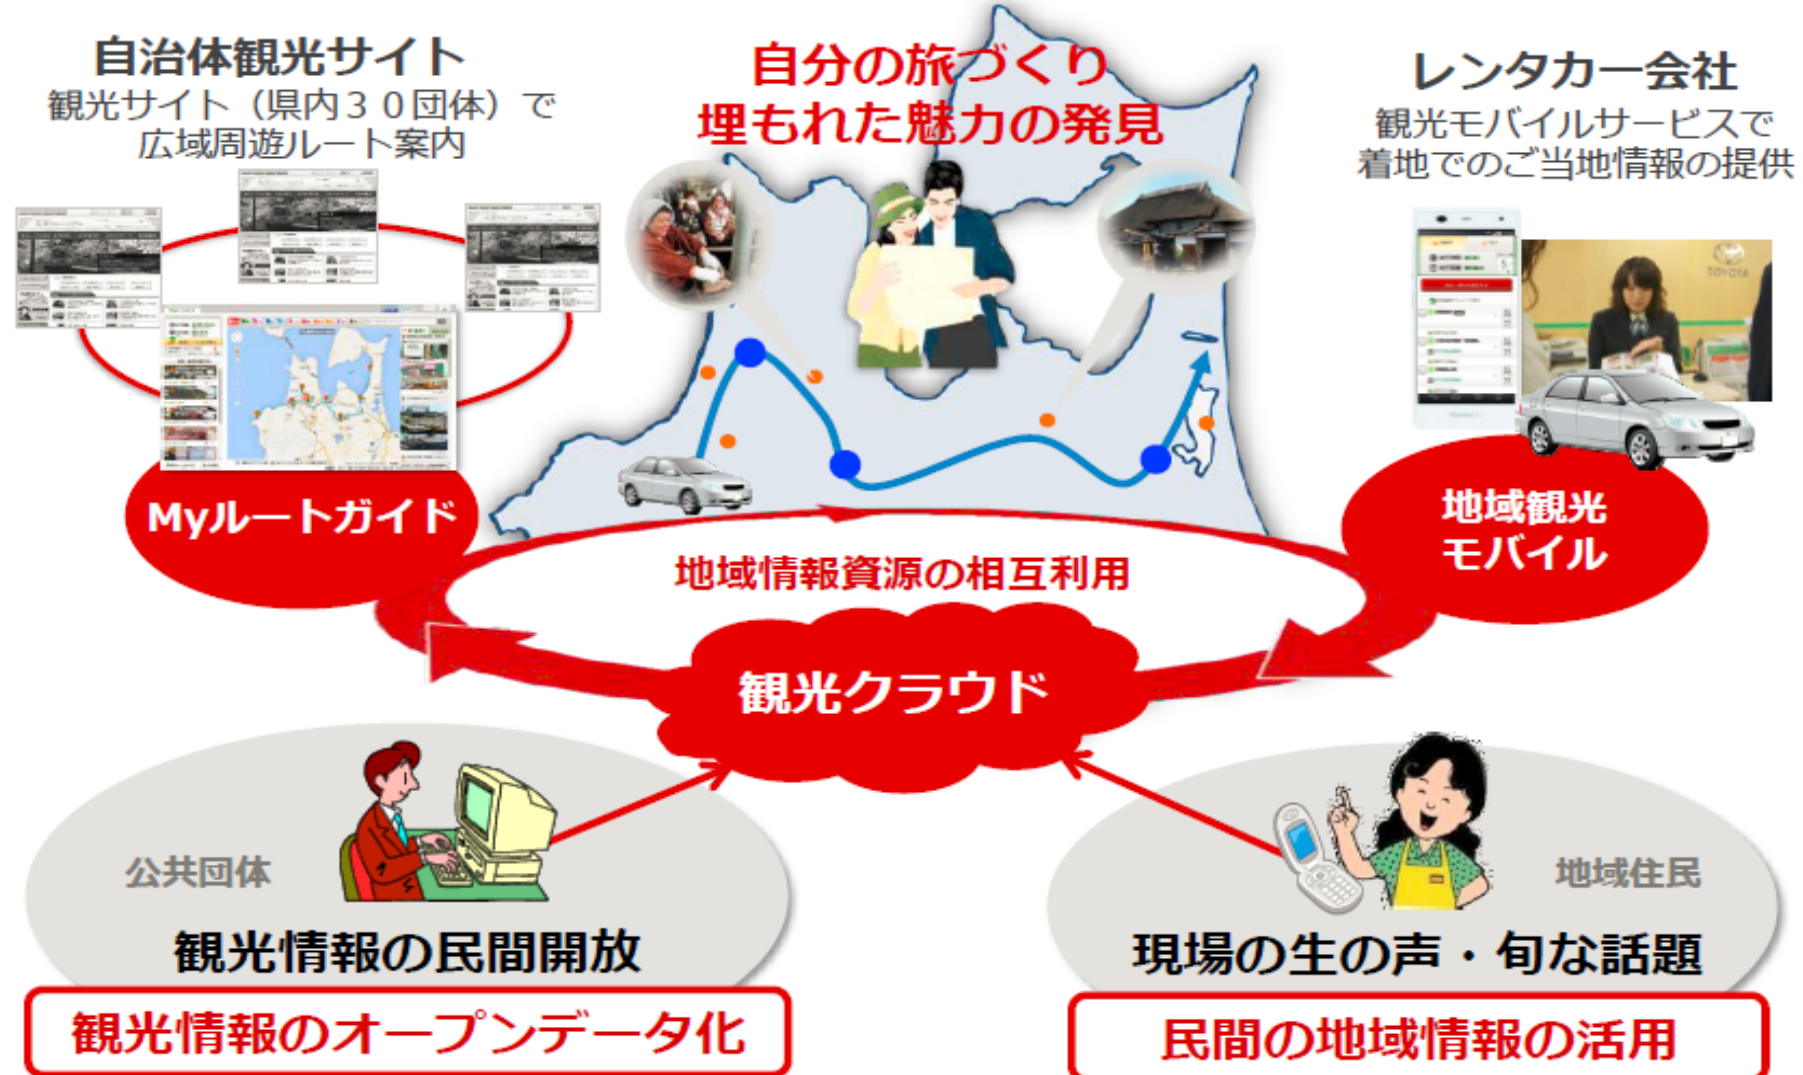 自治体観光サイト
観光サイト（県内３０団体）で
広域周遊ルート案内
自分の旅づくり
埋もれた魅力の発見
レンタカー会社
観光モバイルサービスで
着地でのご当地情報の提供
TOYOTA
Myルートガイド
地域観光
モバイル
地域情報資源の相互利用
観光クラウド
公共団体
観光情報の民間開放
観光情報のオープンデータ化
地域住民
現場の生の声・旬な話題
民間の地域情報の活用